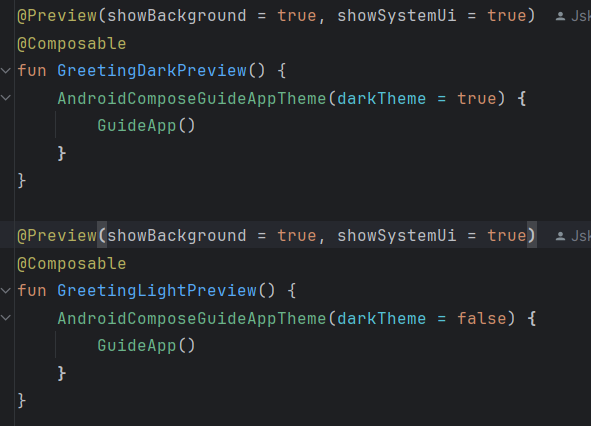 @Preview(showBackground = true, showSystemUi = true) Jsk
@Composable
fun GreetingDarkPreview() {
    AndroidComposeGuideAppTheme(darkTheme = true) {
        GuideApp()
    }
}
@Preview(showBackground = true, showSystemUi = true) Jsk
@Composable
fun GreetingLightPreview() {
    AndroidComposeGuideAppTheme(darkTheme = false) {
        GuideApp()
    }
}